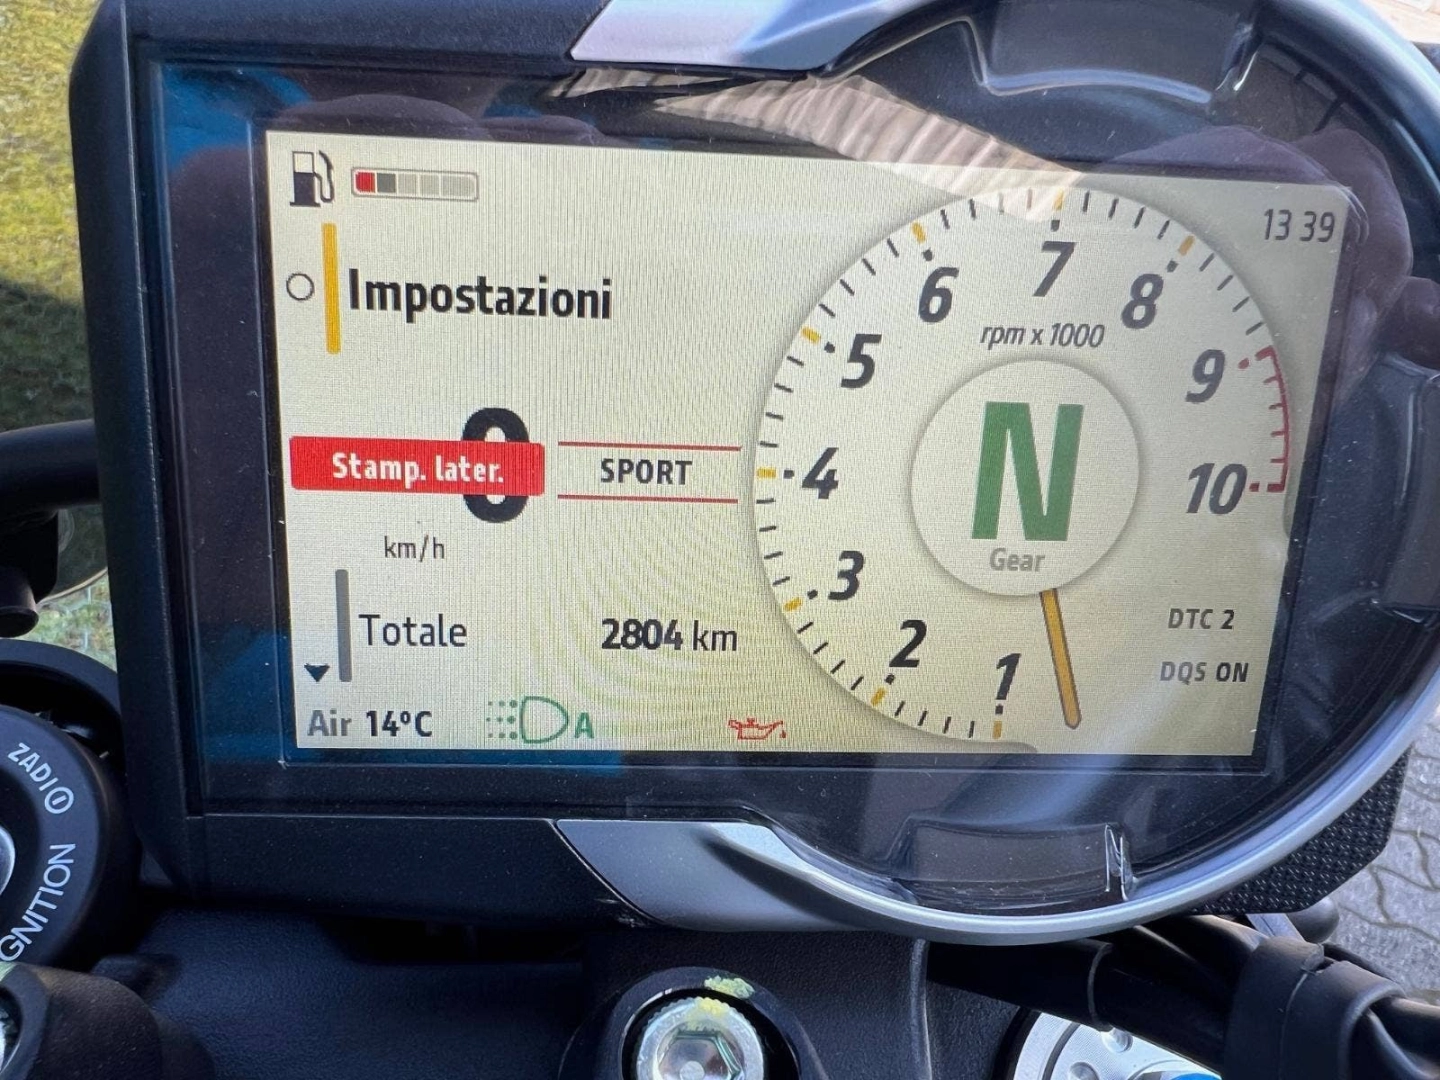 13 39
Impostazioni
0
Stamp. later.
SPORT
km/h
Totale 2804 km
Air 14°C
A
1
2
3
4
5
6
7
8
9
10
rpm x 1000
N
Gear
DTC 2
DQS ON
ZADI
IGNITION